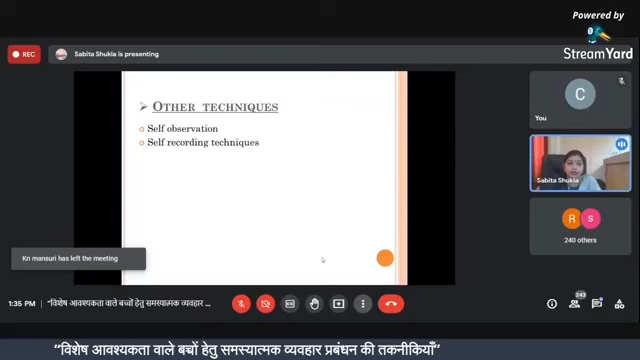 Powered by
StreamYard
REC
Sabita Shukla is presenting
OTHER TECHNIQUES
Self observation
Self recording techniques
C
You
Sabita Shukla
R S
240 others
Kn mansuri has left the meeting
243
1:35 PM | "विशेष आवश्यकता वाले बच्चों हेतु समस्यात्मक व्यवहार ...
"विशेष आवश्यकता वाले बच्चों हेतु समस्यात्मक व्यवहार प्रबंधन की तकनीकियाँ"